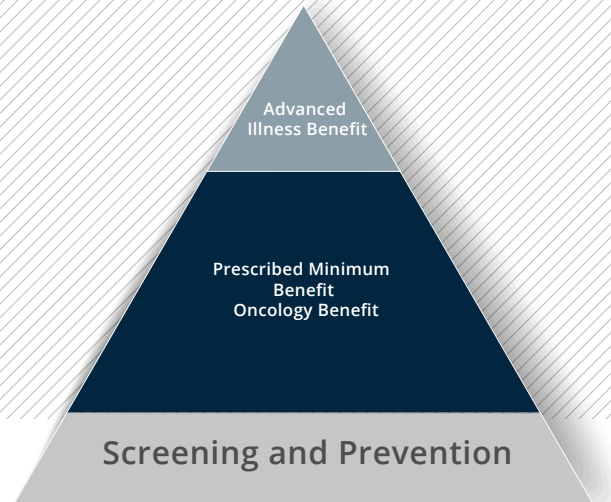 Advanced
Illness Benefit
Prescribed Minimum
Benefit
Oncology Benefit
Screening and Prevention